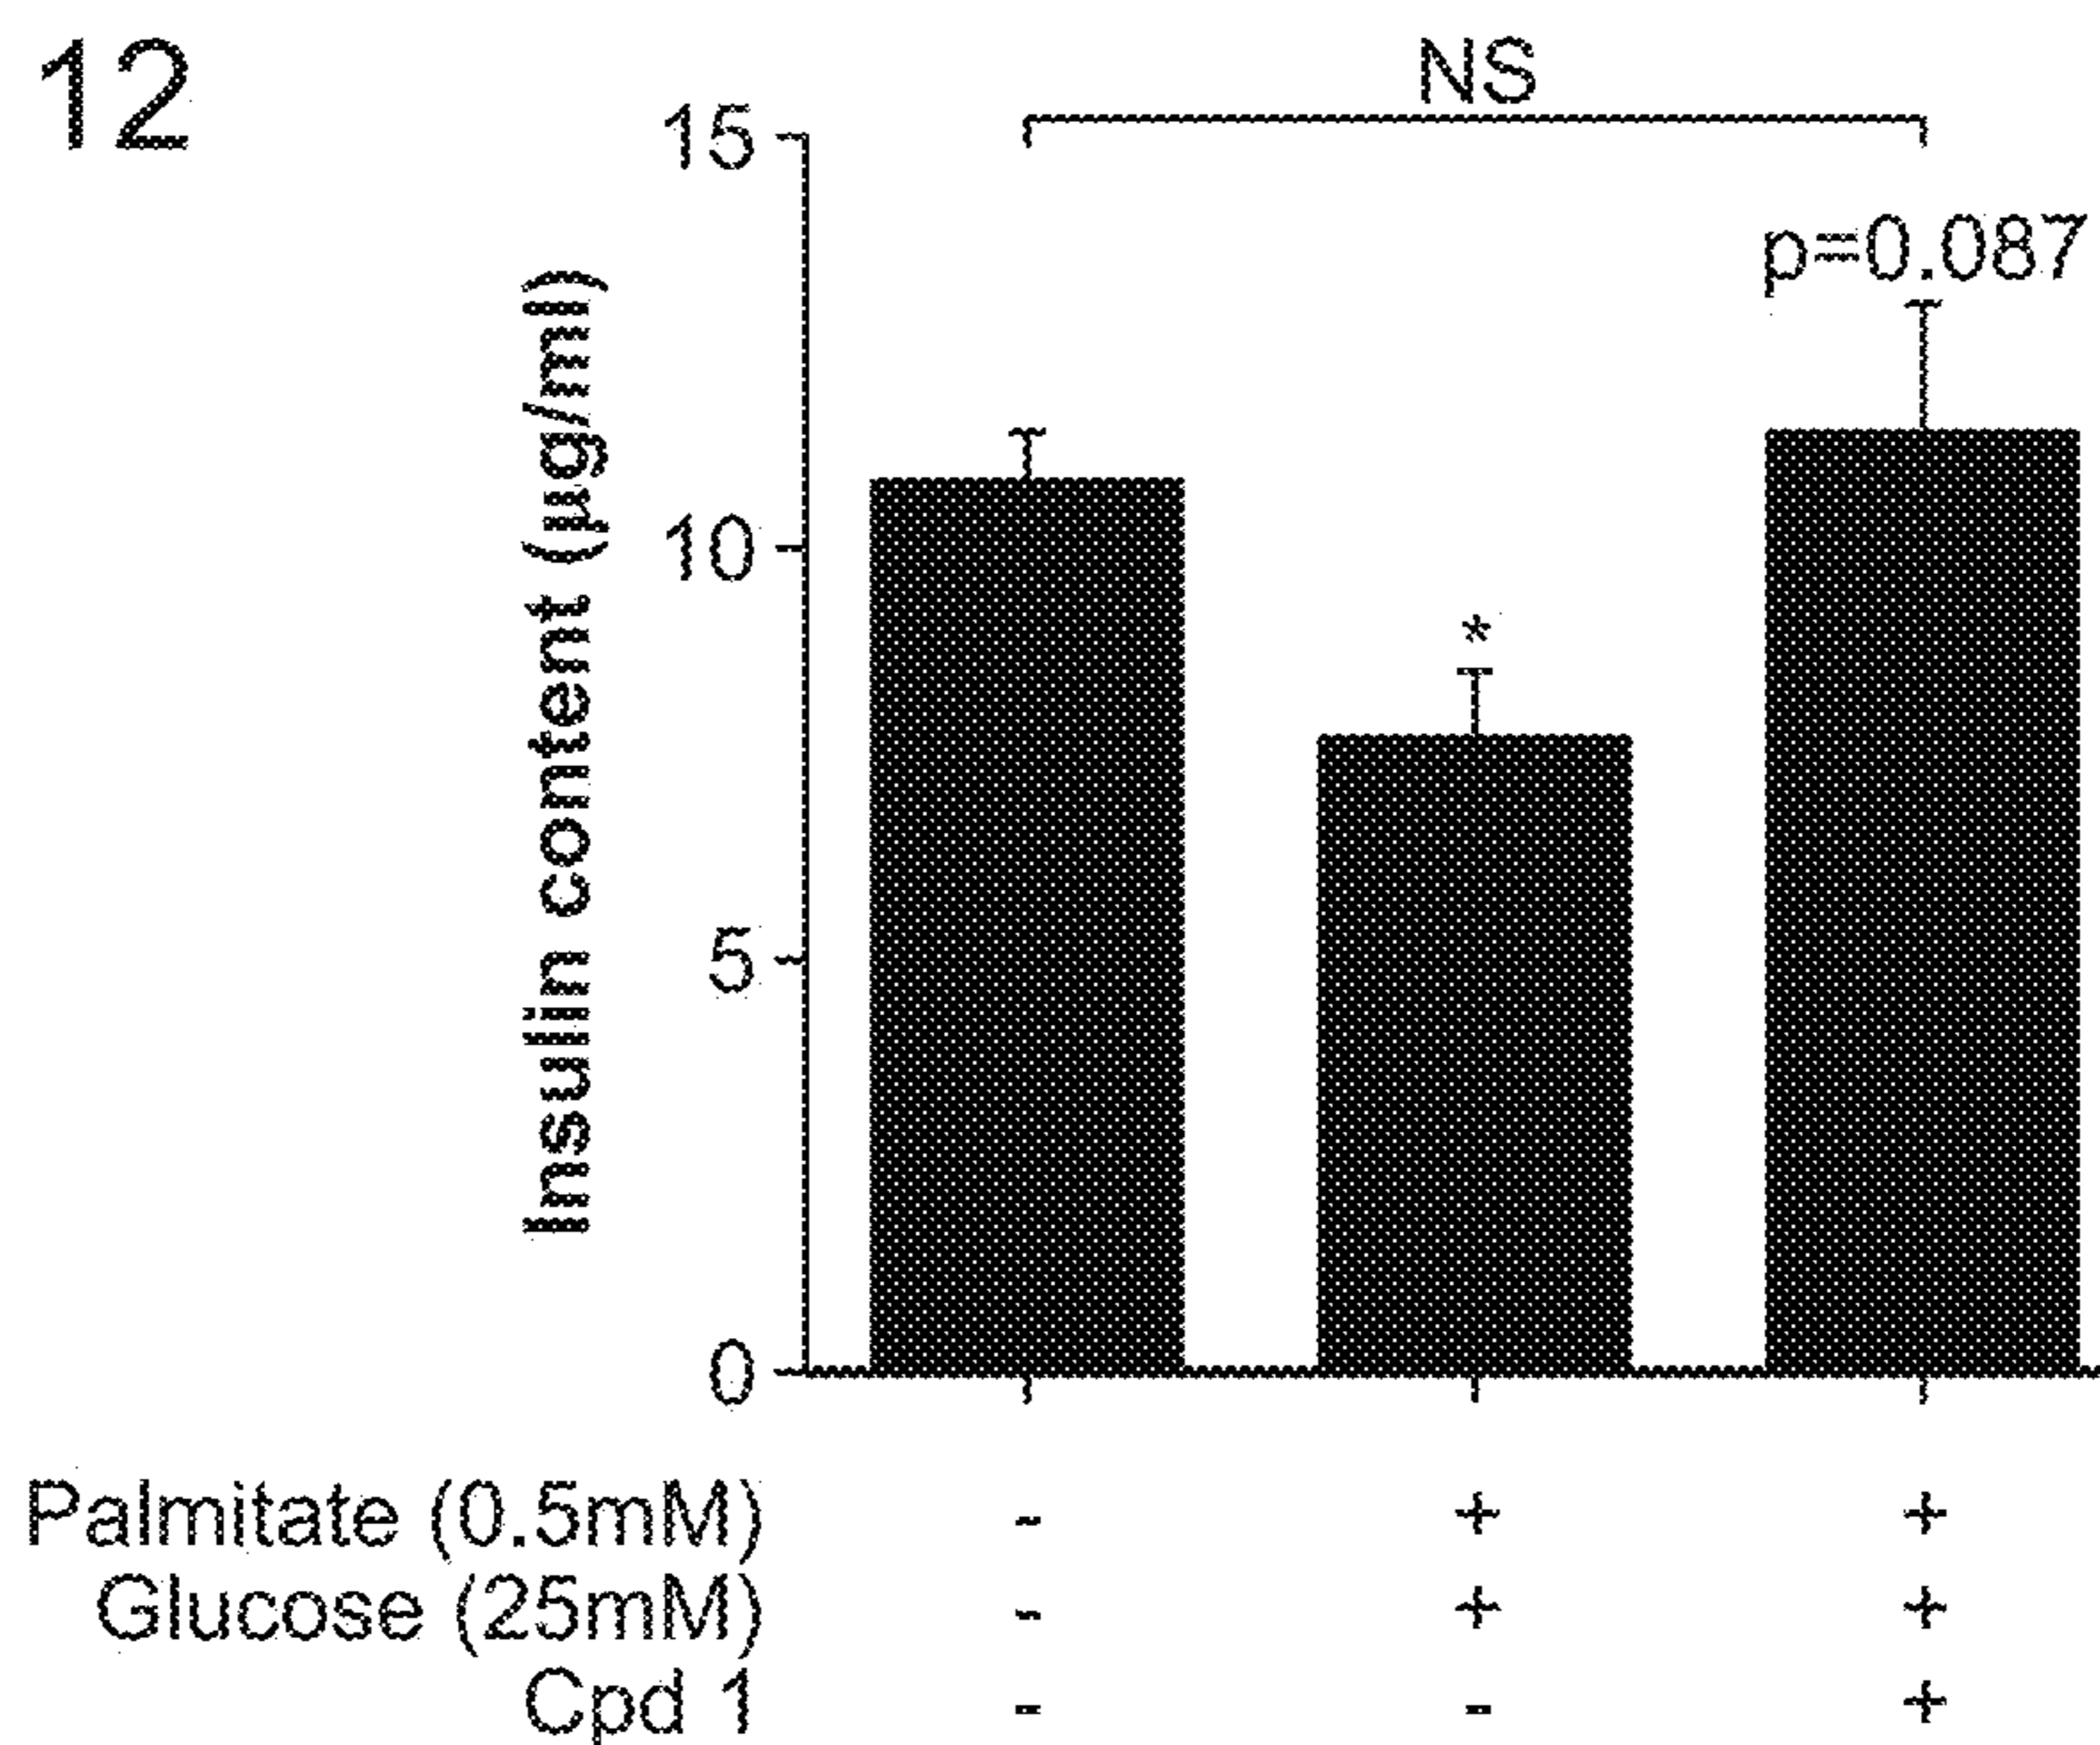 12
NS
15
p=0.087
Insulin content (µg/ml)
10
*
5
0
Palmitate (0.5mM) - + +
Glucose (25mM) - + +
Cpd 1 - - +